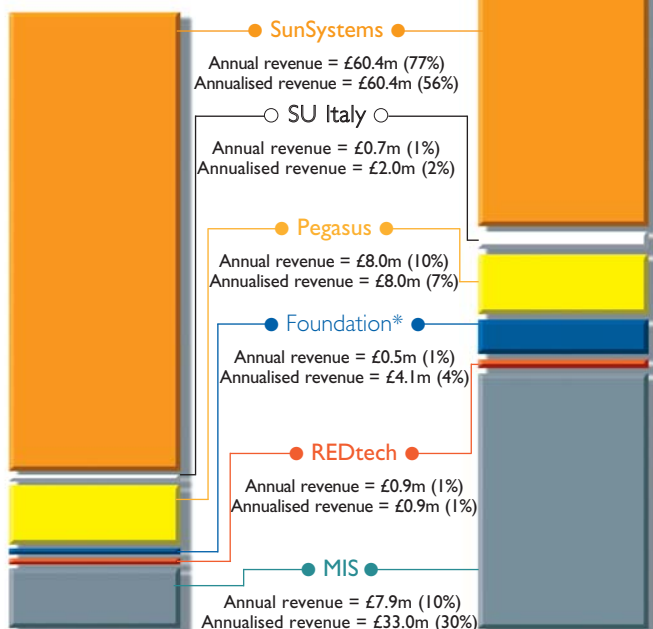 SunSystems
Annual revenue = £60.4m (77%)
Annualised revenue = £60.4m (56%)
SU Italy
Annual revenue = £0.7m (1%)
Annualised revenue = £2.0m (2%)
Pegasus
Annual revenue = £8.0m (10%)
Annualised revenue = £8.0m (7%)
Foundation*
Annual revenue = £0.5m (1%)
Annualised revenue = £4.1m (4%)
REDtech
Annual revenue = £0.9m (1%)
Annualised revenue = £0.9m (1%)
MIS
Annual revenue = £7.9m (10%)
Annualised revenue = £33.0m (30%)